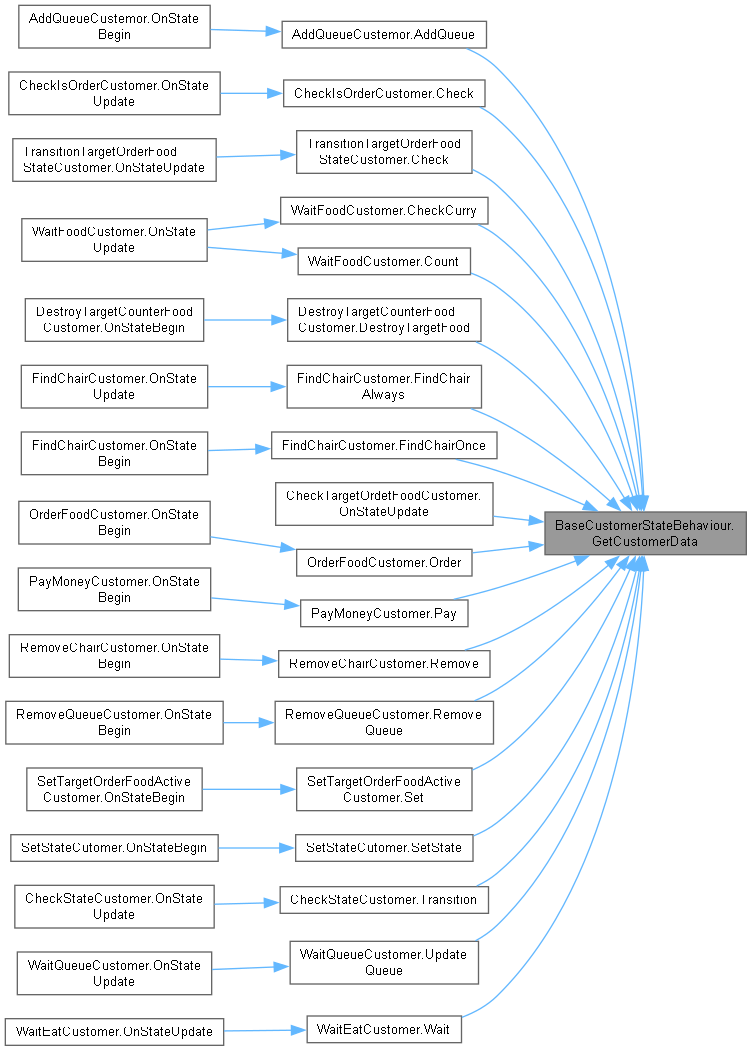 AddQueueCustemor.OnState
Begin
AddQueueCustemor.AddQueue
CheckIsOrderCustomer.OnState
Update
CheckIsOrderCustomer.Check
TransitionTargetOrderFood
StateCustomer.OnStateUpdate
TransitionTargetOrderFood
StateCustomer.Check
WaitFoodCustomer.OnState
Update
WaitFoodCustomer.CheckCurry
WaitFoodCustomer.Count
DestroyTargetCounterFood
Customer.OnStateBegin
DestroyTargetCounterFood
Customer.DestroyTargetFood
FindChairCustomer.OnState
Update
FindChairCustomer.FindChair
Always
FindChairCustomer.OnState
Begin
FindChairCustomer.FindChairOnce
CheckTargetOrdetFoodCustomer.
OnStateUpdate
BaseCustomerStateBehaviour.
GetCustomerData
OrderFoodCustomer.OnState
Begin
OrderFoodCustomer.Order
PayMoneyCustomer.OnState
Begin
PayMoneyCustomer.Pay
RemoveChairCustomer.OnState
Begin
RemoveChairCustomer.Remove
RemoveQueueCustomer.OnState
Begin
RemoveQueueCustomer.Remove
Queue
SetTargetOrderFoodActive
Customer.OnStateBegin
SetTargetOrderFoodActive
Customer.Set
SetStateCutomer.OnStateBegin
SetStateCutomer.SetState
CheckStateCustomer.OnState
Update
CheckStateCustomer.Transition
WaitQueueCustomer.OnState
Update
WaitQueueCustomer.Update
Queue
WaitEatCustomer.OnStateUpdate
WaitEatCustomer.Wait